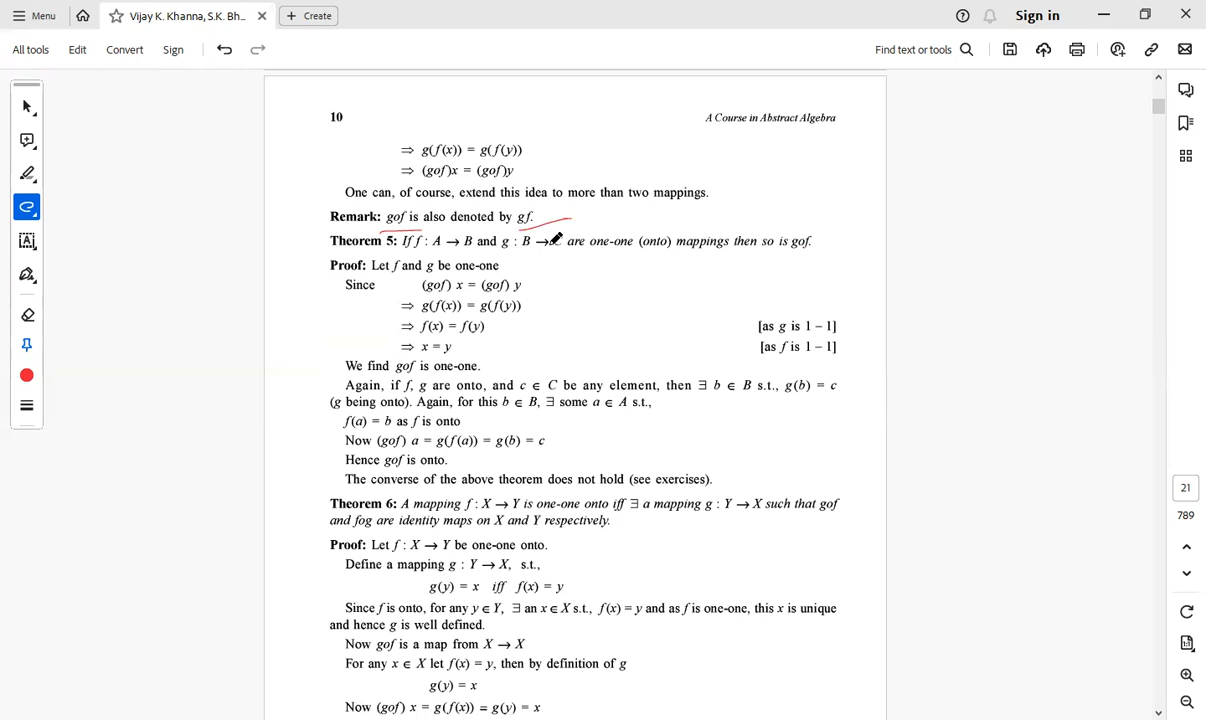 Menu
Vijay K. Khanna, S.K. Bh...
Create
Sign in
All tools Edit Convert Sign
Find text or tools
10 A Course in Abstract Algebra
⇒ g(f(x)) = g(f(y))
⇒ (gof)x = (gof)y
One can, of course, extend this idea to more than two mappings.
Remark: gof is also denoted by gf.
Theorem 5: If f : A → B and g : B → are one-one (onto) mappings then so is gof.
Proof: Let f and g be one-one
Since (gof) x = (gof) y
⇒ g(f(x)) = g(f(y))
⇒ f(x) = f(y) [as g is 1 – 1]
⇒ x = y [as f is 1 – 1]
We find gof is one-one.
Again, if f, g are onto, and c ∈ C be any element, then ∃ b ∈ B s.t., g(b) = c
(g being onto). Again, for this b ∈ B, ∃ some a ∈ A s.t.,
f(a) = b as f is onto
Now (gof) a = g(f(a)) = g(b) = c
Hence gof is onto.
The converse of the above theorem does not hold (see exercises).
Theorem 6: A mapping f : X → Y is one-one onto iff ∃ a mapping g : Y → X such that gof
and fog are identity maps on X and Y respectively.
Proof: Let f : X → Y be one-one onto.
Define a mapping g : Y → X, s.t.,
g(y) = x iff f(x) = y
Since f is onto, for any y ∈ Y, ∃ an x ∈ X s.t., f(x) = y and as f is one-one, this x is unique
and hence g is well defined.
Now gof is a map from X → X
For any x ∈ X let f(x) = y, then by definition of g
g(y) = x
Now (gof) x = g(f(x)) = g(y) = x
21
789